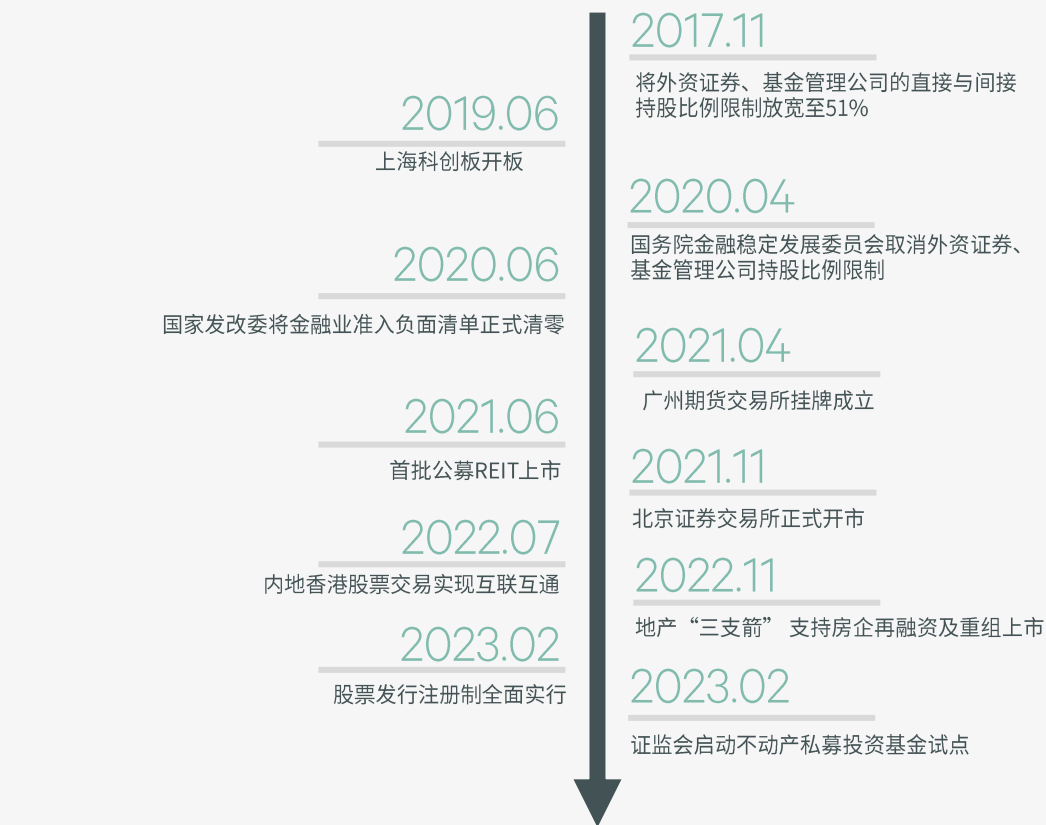 2017.11
将外资证券、基金管理公司的直接与间接
持股比例限制放宽至51%
2019.06
上海科创板开板
2020.04
国务院金融稳定发展委员会取消外资证券、
基金管理公司持股比例限制
2020.06
国家发改委将金融业准入负面清单正式清零
2021.04
广州期货交易所挂牌成立
2021.06
首批公募REIT上市
2021.11
北京证券交易所正式开市
2022.07
内地香港股票交易实现互联互通
2022.11
地产“三支箭” 支持房企再融资及重组上市
2023.02
股票发行注册制全面实行
2023.02
证监会启动不动产私募投资基金试点